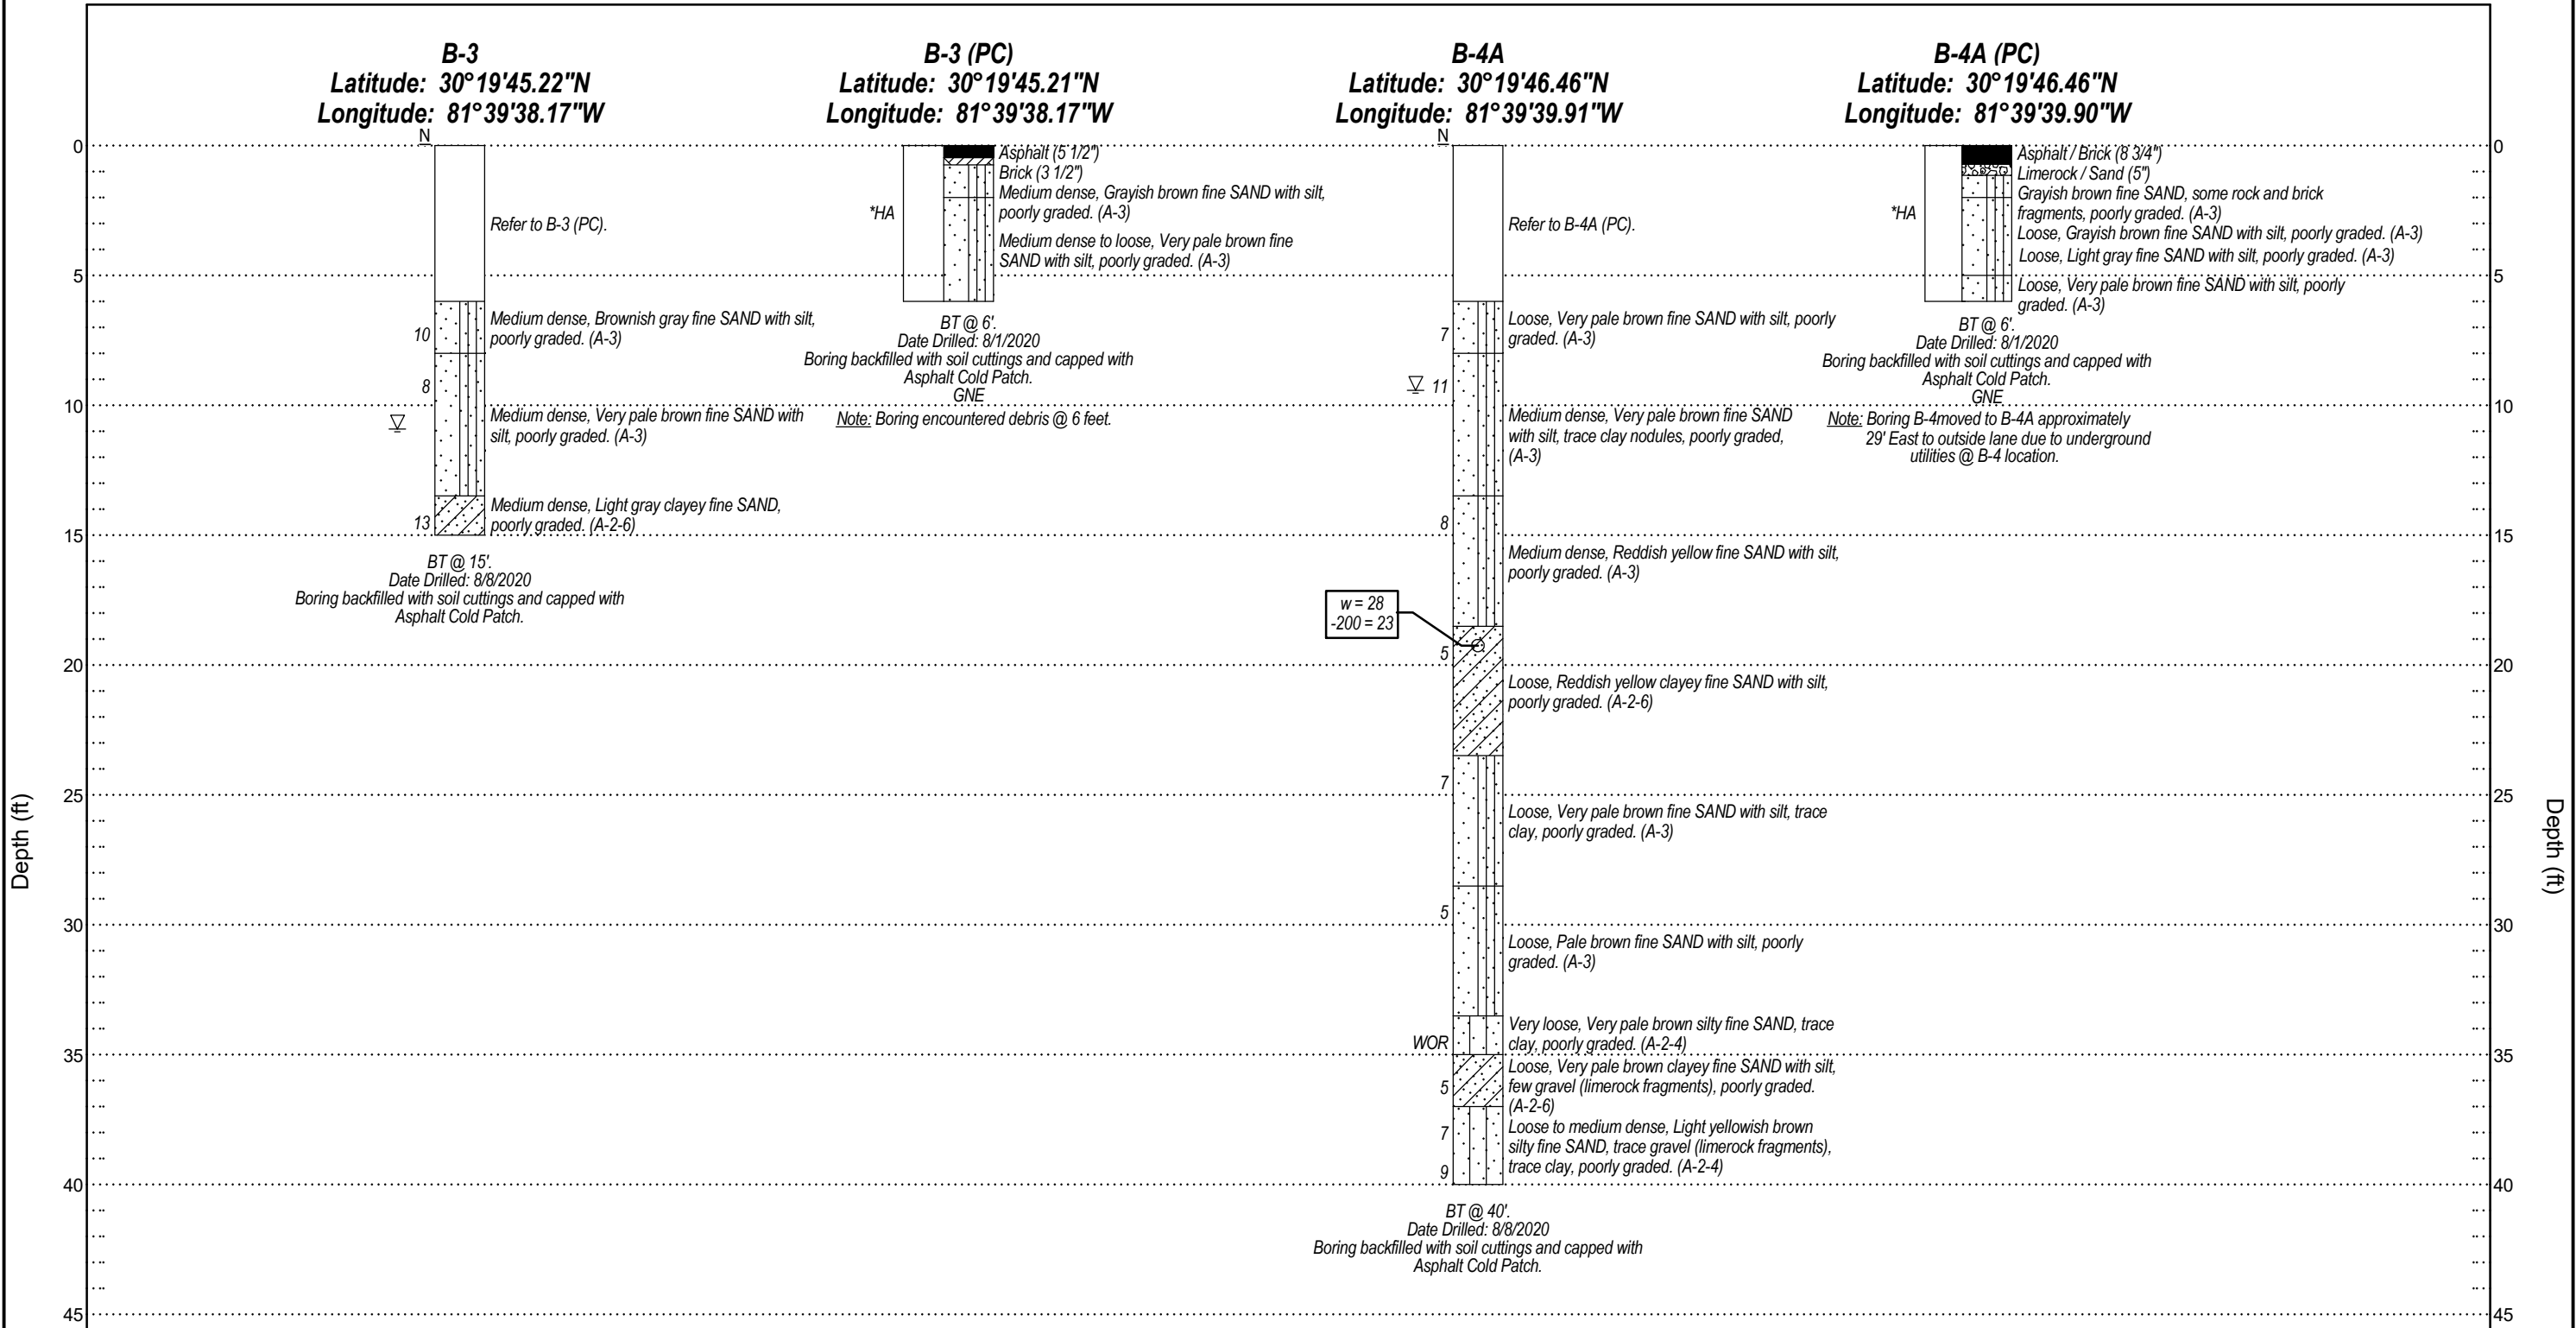 B-3
Latitude: 30°19'45.22"N
Longitude: 81°39'38.17"W
N
Refer to B-3 (PC).
10
Medium dense, Brownish gray fine SAND with silt,
poorly graded. (A-3)
8
Medium dense, Very pale brown fine SAND with
silt, poorly graded. (A-3)
13
Medium dense, Light gray clayey fine SAND,
poorly graded. (A-2-6)
BT @ 15'.
Date Drilled: 8/8/2020
Boring backfilled with soil cuttings and capped with
Asphalt Cold Patch.
B-3 (PC)
Latitude: 30°19'45.21"N
Longitude: 81°39'38.17"W
*HA
Asphalt (5 1/2")
Brick (3 1/2")
Medium dense, Grayish brown fine SAND with silt,
poorly graded. (A-3)
Medium dense to loose, Very pale brown fine
SAND with silt, poorly graded. (A-3)
BT @ 6'.
Date Drilled: 8/1/2020
Boring backfilled with soil cuttings and capped with
Asphalt Cold Patch.
GNE
Note: Boring encountered debris @ 6 feet.
B-4A
Latitude: 30°19'46.46"N
Longitude: 81°39'39.91"W
N
Refer to B-4A (PC).
7
Loose, Very pale brown fine SAND with silt, poorly
graded. (A-3)
11
Medium dense, Very pale brown fine SAND
with silt, trace clay nodules, poorly graded,
(A-3)
8
Medium dense, Reddish yellow fine SAND with silt,
poorly graded. (A-3)
w = 28
-200 = 23
5
Loose, Reddish yellow clayey fine SAND with silt,
poorly graded. (A-2-6)
7
Loose, Very pale brown fine SAND with silt, trace
clay, poorly graded. (A-3)
5
Loose, Pale brown fine SAND with silt, poorly
graded. (A-3)
WOR
Very loose, Very pale brown silty fine SAND, trace
clay, poorly graded. (A-2-4)
5
Loose, Very pale brown clayey fine SAND with silt,
few gravel (limerock fragments), poorly graded.
(A-2-6)
7
Loose to medium dense, Light yellowish brown
silty fine SAND, trace gravel (limerock fragments),
trace clay, poorly graded. (A-2-4)
9
BT @ 40'.
Date Drilled: 8/8/2020
Boring backfilled with soil cuttings and capped with
Asphalt Cold Patch.
B-4A (PC)
Latitude: 30°19'46.46"N
Longitude: 81°39'39.90"W
*HA
Asphalt / Brick (8 3/4")
Limerock / Sand (5")
Grayish brown fine SAND, some rock and brick
fragments, poorly graded. (A-3)
Loose, Grayish brown fine SAND with silt, poorly graded. (A-3)
Loose, Light gray fine SAND with silt, poorly graded. (A-3)
Loose, Very pale brown fine SAND with silt, poorly
graded. (A-3)
BT @ 6'.
Date Drilled: 8/1/2020
Boring backfilled with soil cuttings and capped with
Asphalt Cold Patch.
GNE
Note: Boring B-4moved to B-4A approximately
29' East to outside lane due to underground
utilities @ B-4 location.
Depth (ft)
0
5
10
15
20
25
30
35
40
45
Depth (ft)
0
5
10
15
20
25
30
35
40
45